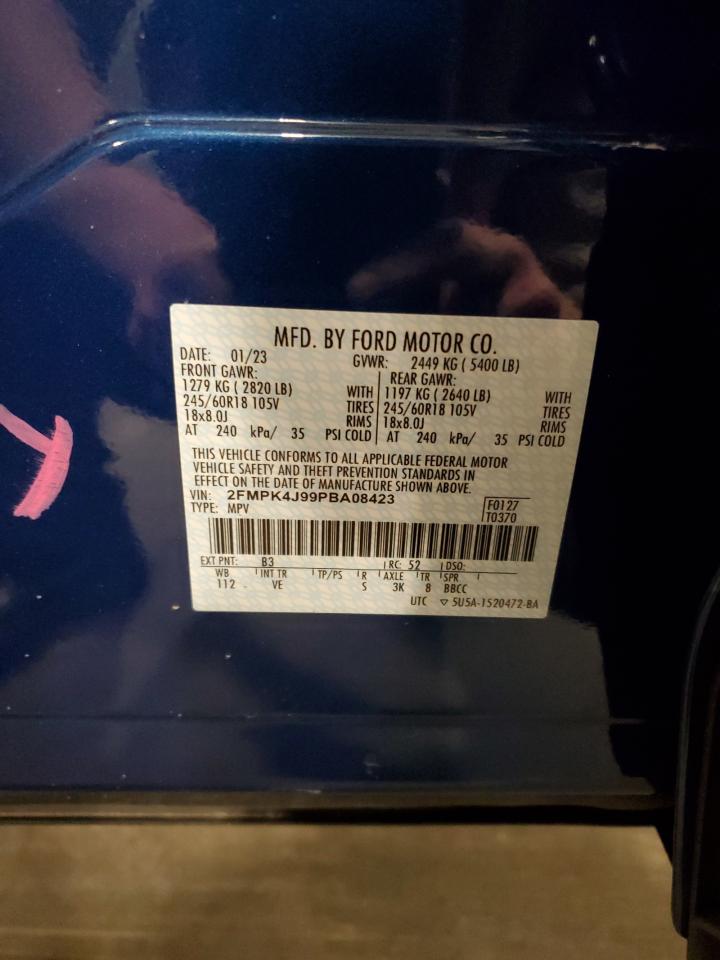 MFD. BY FORD MOTOR CO.
DATE: 01/23 GVWR: 2449 KG ( 5400 LB)
FRONT GAWR: REAR GAWR:
1279 KG ( 2820 LB) WITH 1197 KG ( 2640 LB) WITH
245/60R18 105V TIRES 245/60R18 105V TIRES
18x8.0J RIMS 18x8.0J RIMS
AT 240 kPa/ 35 PSI COLD AT 240 kPa/ 35 PSI COLD
THIS VEHICLE CONFORMS TO ALL APPLICABLE FEDERAL MOTOR
VEHICLE SAFETY AND THEFT PREVENTION STANDARDS IN
EFFECT ON THE DATE OF MANUFACTURE SHOWN ABOVE.
VIN: 2FMPK4J99PBA08423 F0127
TYPE: MPV T0370
EXT PNT: B3 RC: 52 DSO:
WB INT TR TP/PS R AXLE TR SPR
112 VE S 3K 8 BBCC
UTC ▽ 5U5A-1520472-BA